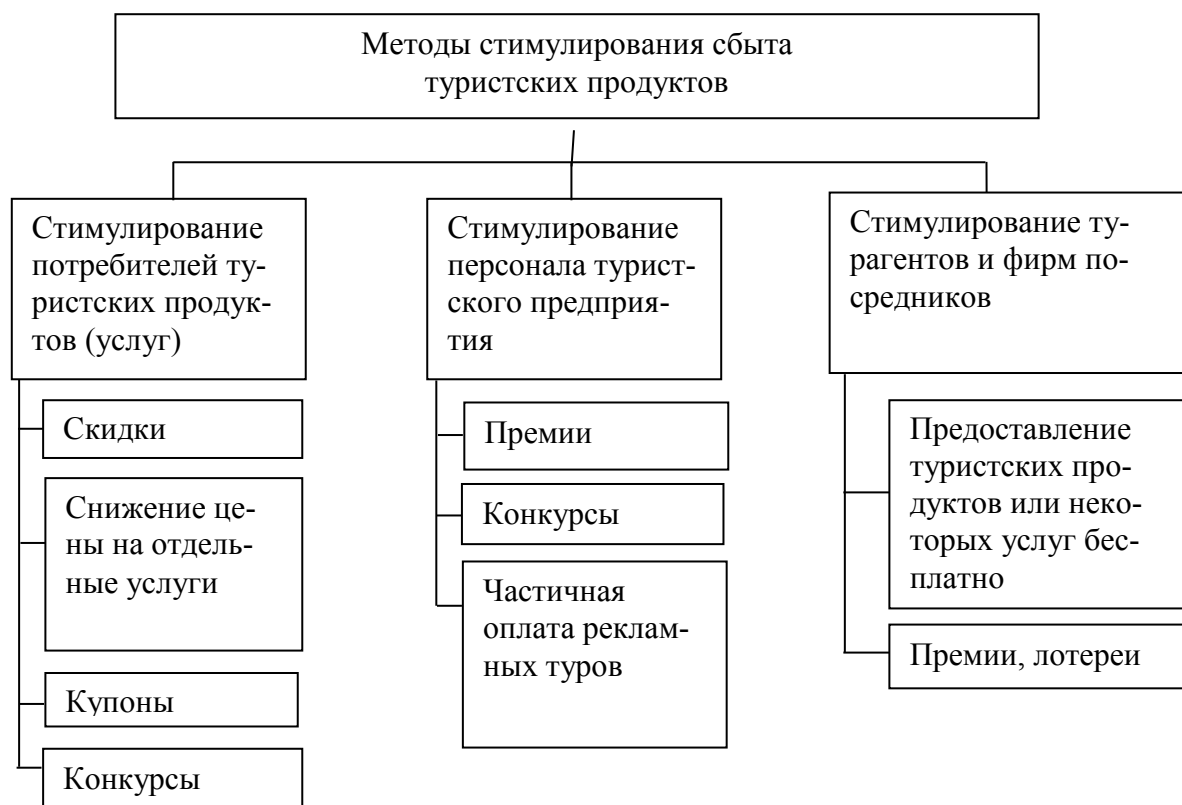 Методы стимулирования сбыта
туристских продуктов
Стимулирование
потребителей ту-
ристских продук-
тов (услуг)
Скидки
Снижение це-
ны на отдель-
ные услуги
Купоны
Конкурсы
Стимулирование
персонала турист-
ского предприя-
тия
Премии
Конкурсы
Частичная
оплата реклам-
ных туров
Стимулирование ту-
рагентов и фирм по-
средников
Предоставление
туристских про-
дуктов или неко-
торых услуг бес-
платно
Премии, лотереи